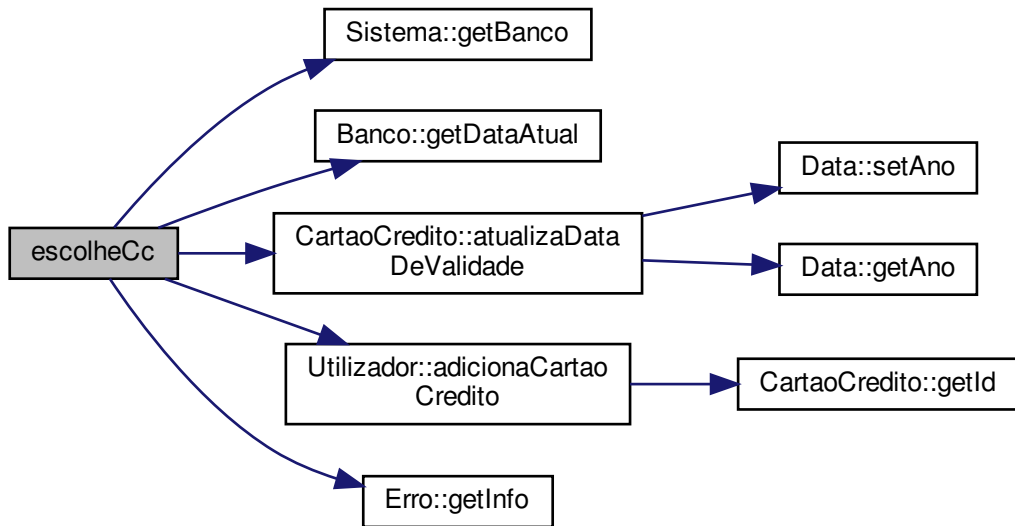 Sistema::getBanco
Banco::getDataAtual
Data::setAno
escolheCc
CartaoCredito::atualizaData
DeValidade
Data::getAno
Utilizador::adicionaCartao
Credito
CartaoCredito::getId
Erro::getInfo